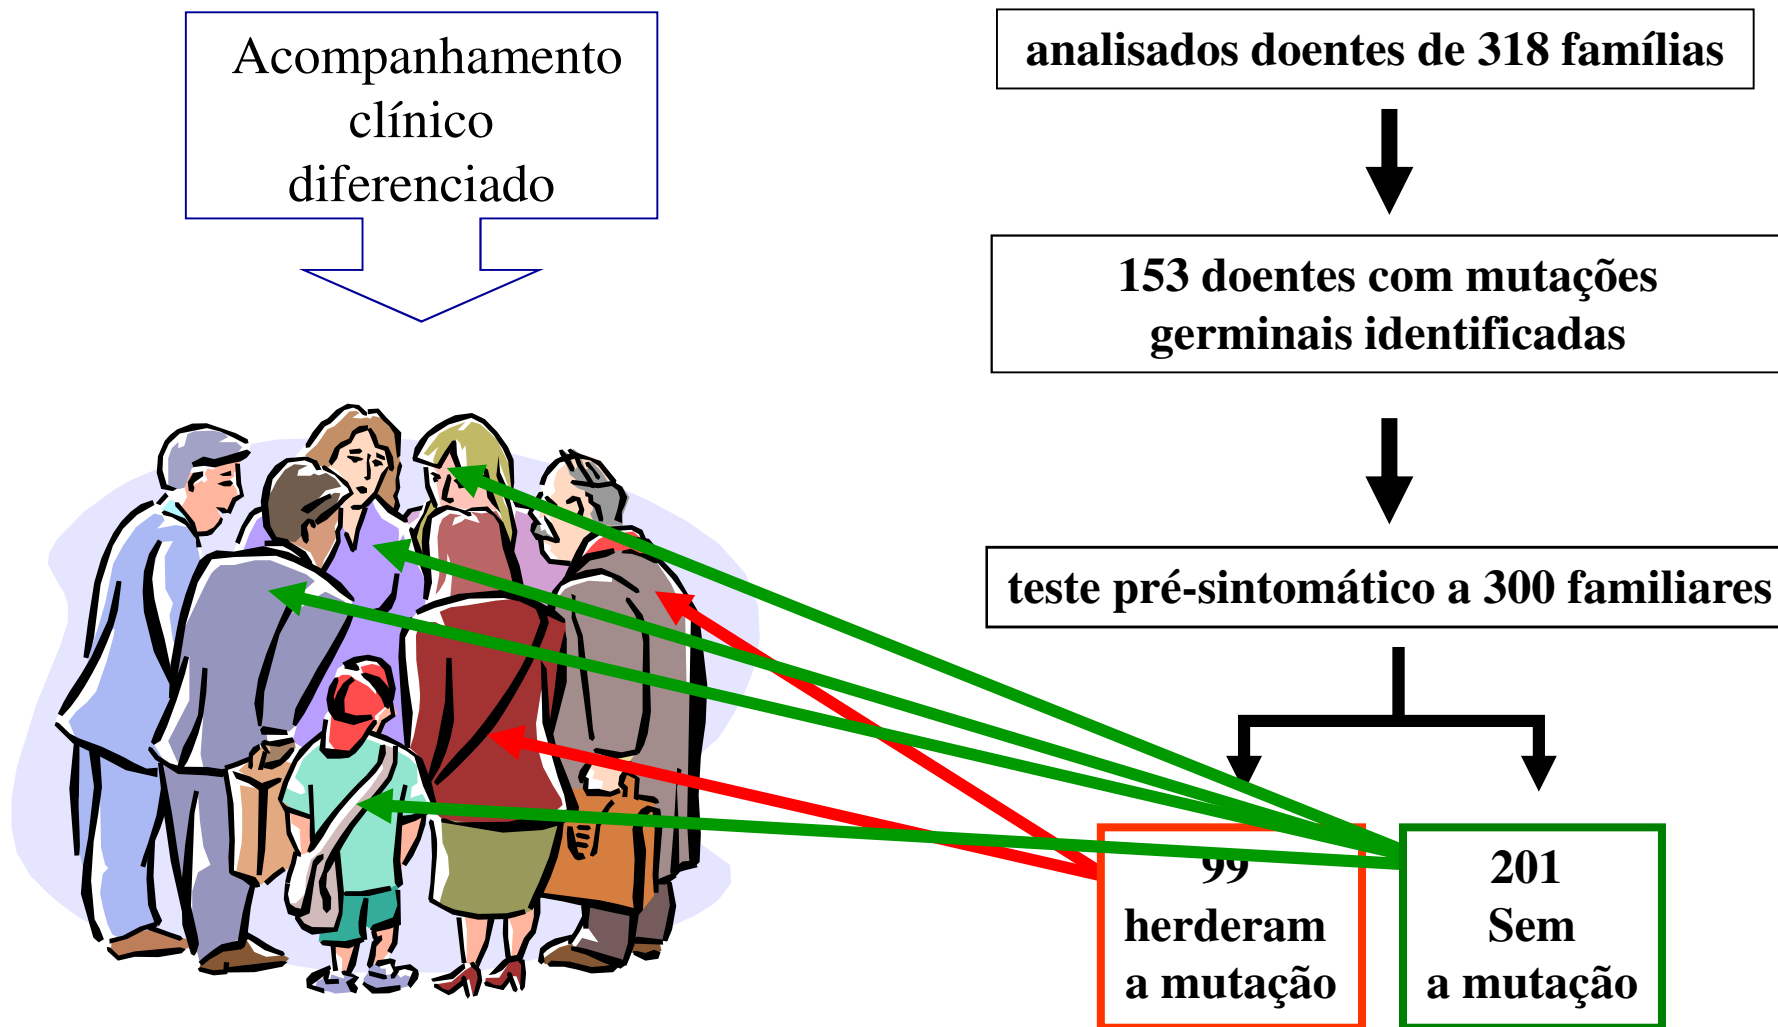 Acompanhamento
clínico
diferenciado
analisados doentes de 318 famílias
153 doentes com mutações
germinais identificadas
teste pré-sintomático a 300 familiares
99
herderam
a mutação
201
Sem
a mutação